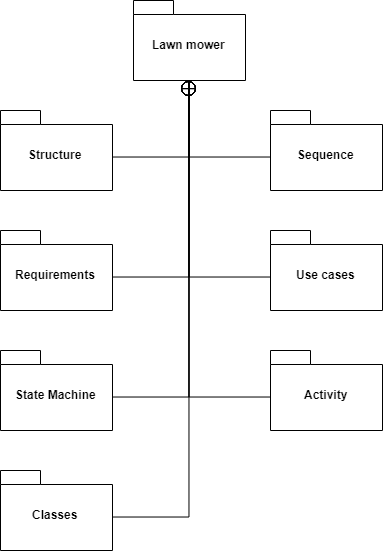 Lawn mower
Structure
Sequence
Requirements
Use cases
State Machine
Activity
Classes